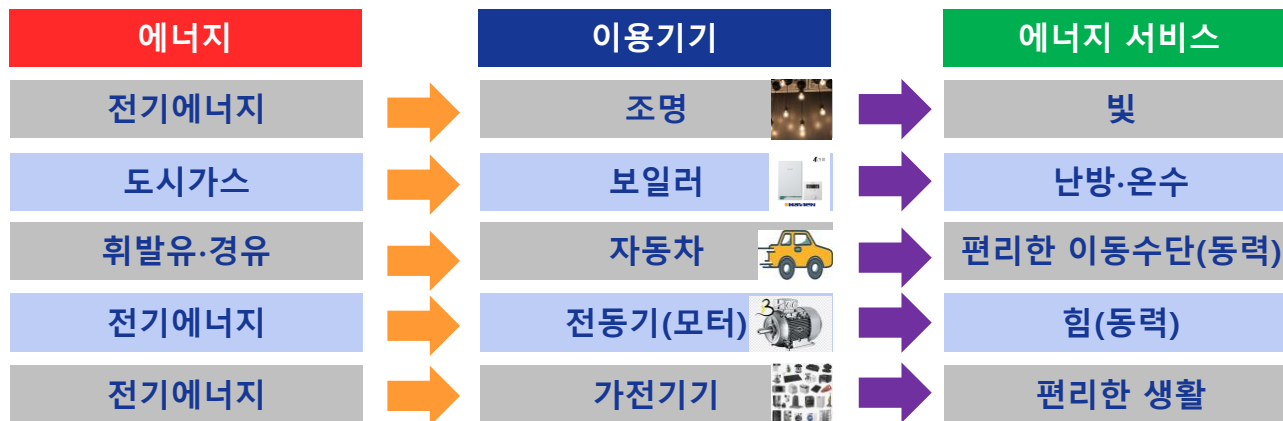 에너지 이용기기 에너지 서비스
전기에너지 조명 빛
도시가스 보일러 난방·온수
휘발유·경유 자동차 편리한 이동수단(동력)
전기에너지 전동기(모터) 힘(동력)
전기에너지 가전기기 편리한 생활